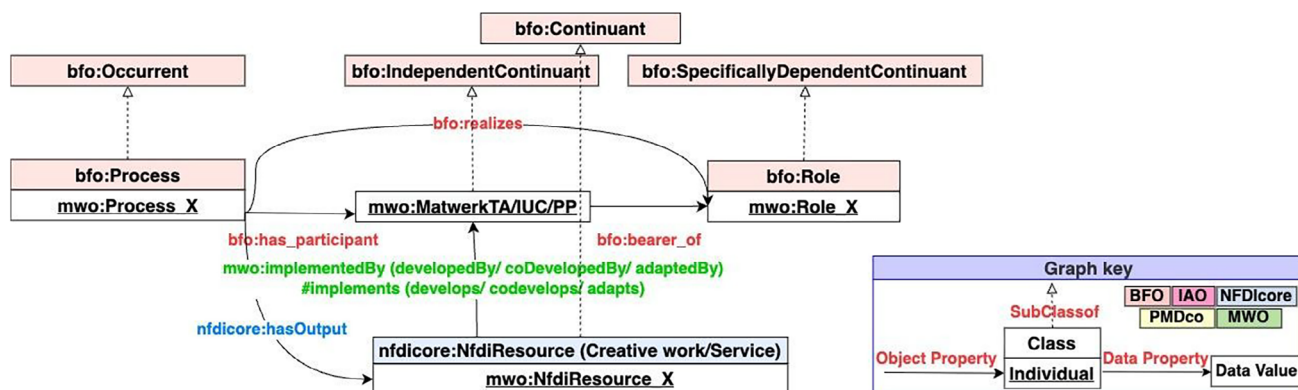 bfo:Continuant
bfo:Occurrent
bfo:IndependentContinuant
bfo:SpecificallyDependentContinuant
bfo:realizes
bfo:Process
mwo:Process_X
mwo:MatwerkTA/IUC/PP
bfo:Role
mwo:Role_X
bfo:has_participant
bfo:bearer_of
mwo:implementedBy (developedBy/ coDevelopedBy/ adaptedBy)
#implements (develops/ codevelops/ adapts)
nfdicore:hasOutput
nfdicore:NfdiResource (Creative work/Service)
mwo:NfdiResource_X
Graph key
BFO IAO NFDIcore
PMDco MWO
SubClassof
Class
Object Property
Individual
Data Property
Data Value